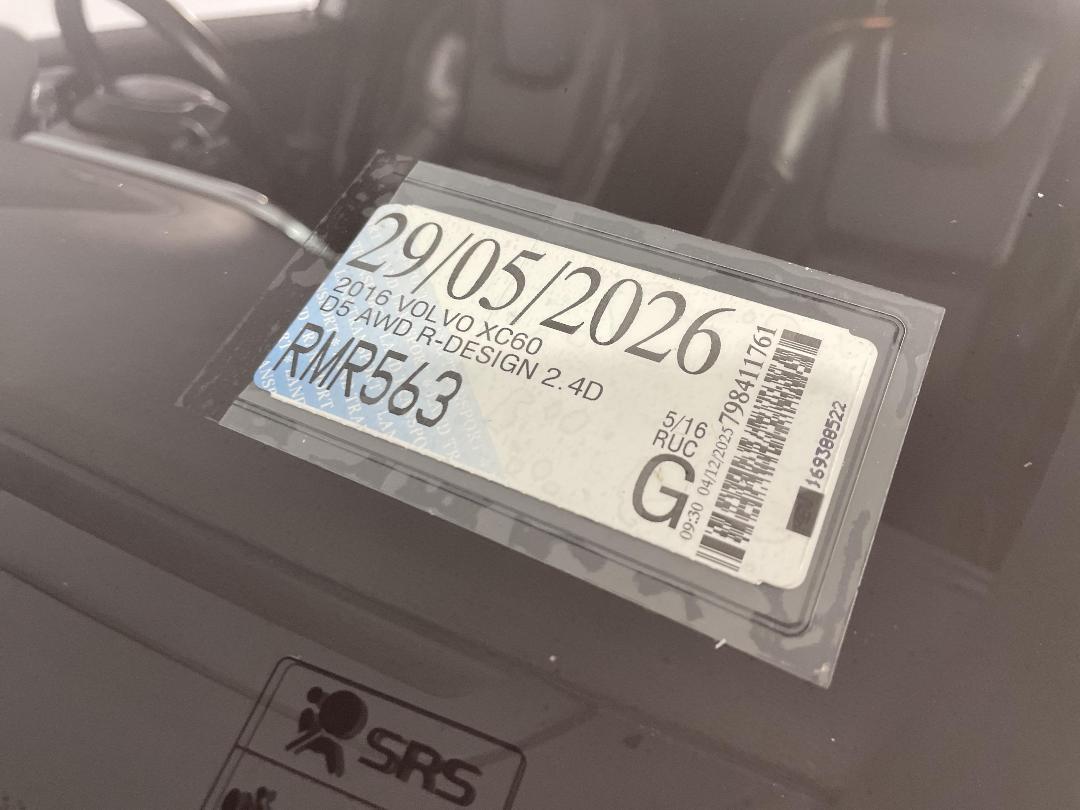 29/05/2026
2016 VOLVO XC60
D5 AWD R-DESIGN 2.4D
RMR563
5/16
RUC
G
09:30 04/12/2025 798411761
169388522
SRS